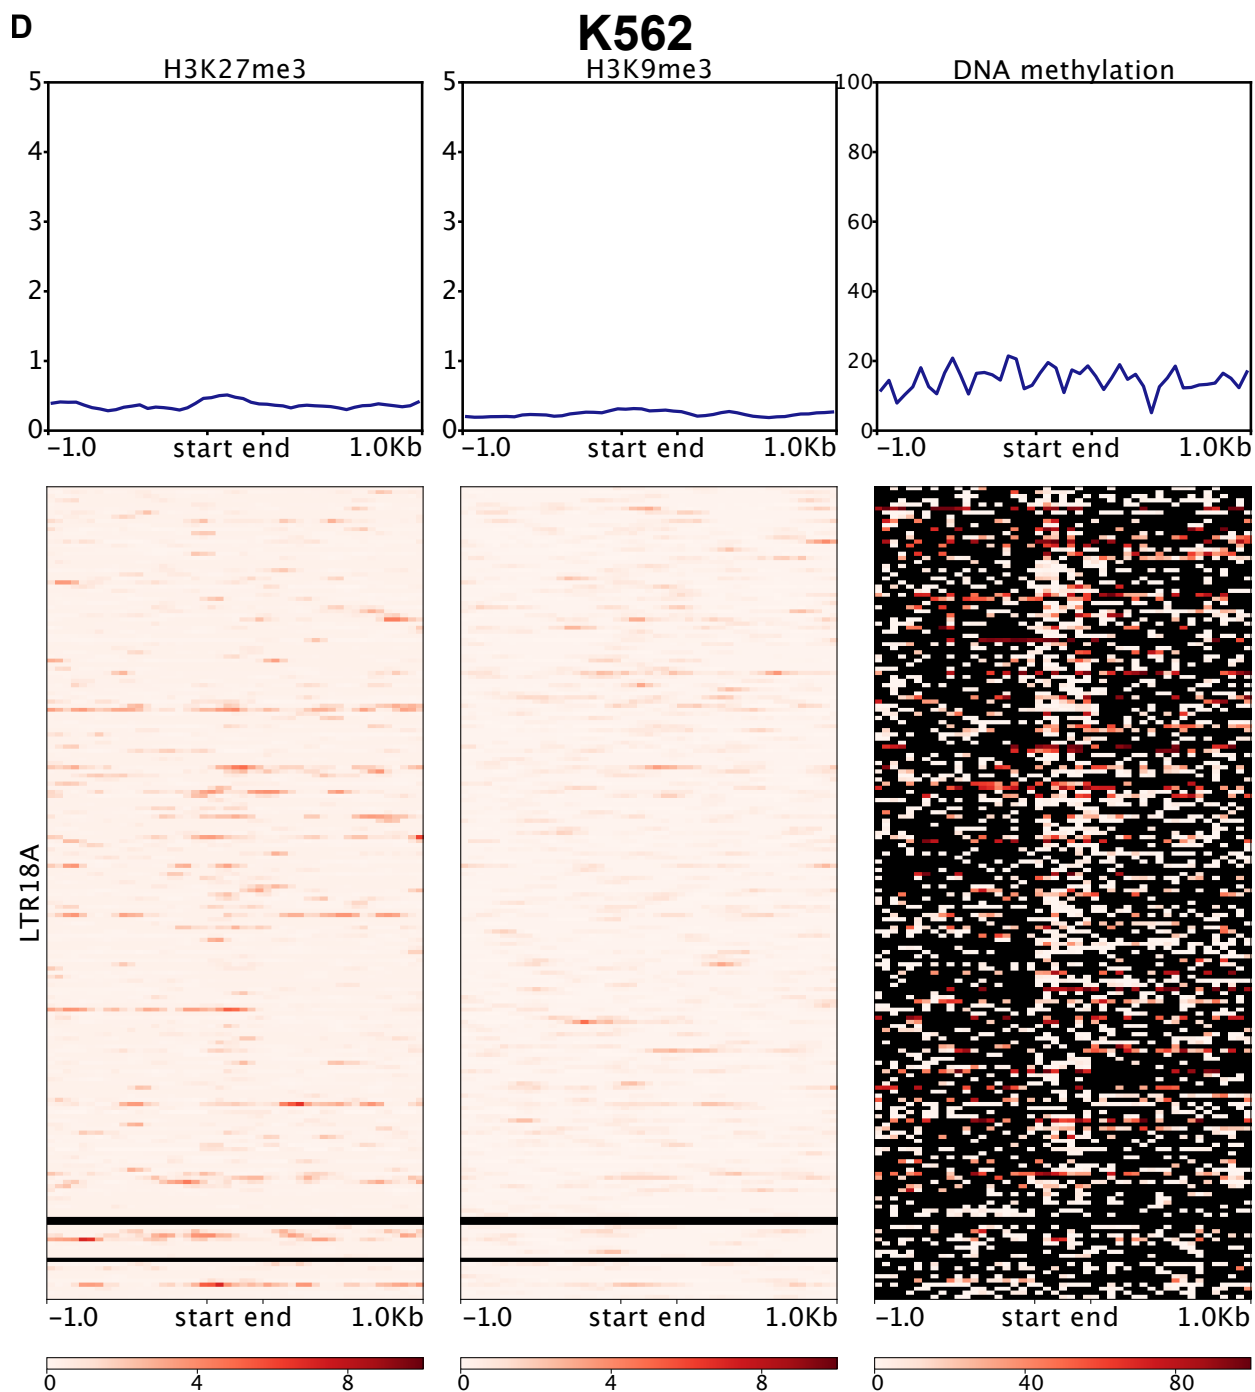 D
K562
H3K27me3 H3K9me3 DNA methylation
5 5 100
4 4 80
3 3 60
2 2 40
1 1 20
0 0 0
−1.0 start end 1.0Kb −1.0 start end 1.0Kb −1.0 start end 1.0Kb
LTR18A
−1.0 start end 1.0Kb −1.0 start end 1.0Kb −1.0 start end 1.0Kb
0 4 8 0 4 8 0 40 80